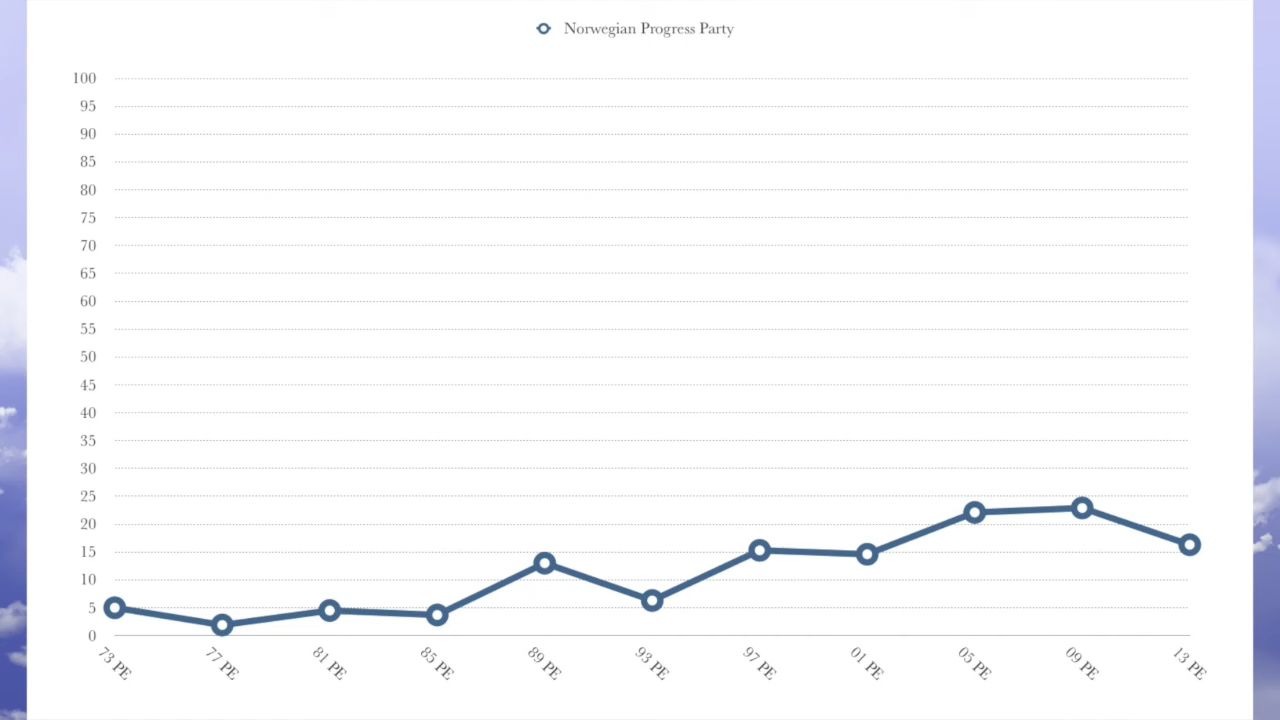 Norwegian Progress Party
100
95
90
85
80
75
70
65
60
55
50
45
40
35
30
25
20
15
10
5
0
73 PE
77 PE
81 PE
85 PE
89 PE
93 PE
97 PE
01 PE
05 PE
09 PE
13 PE